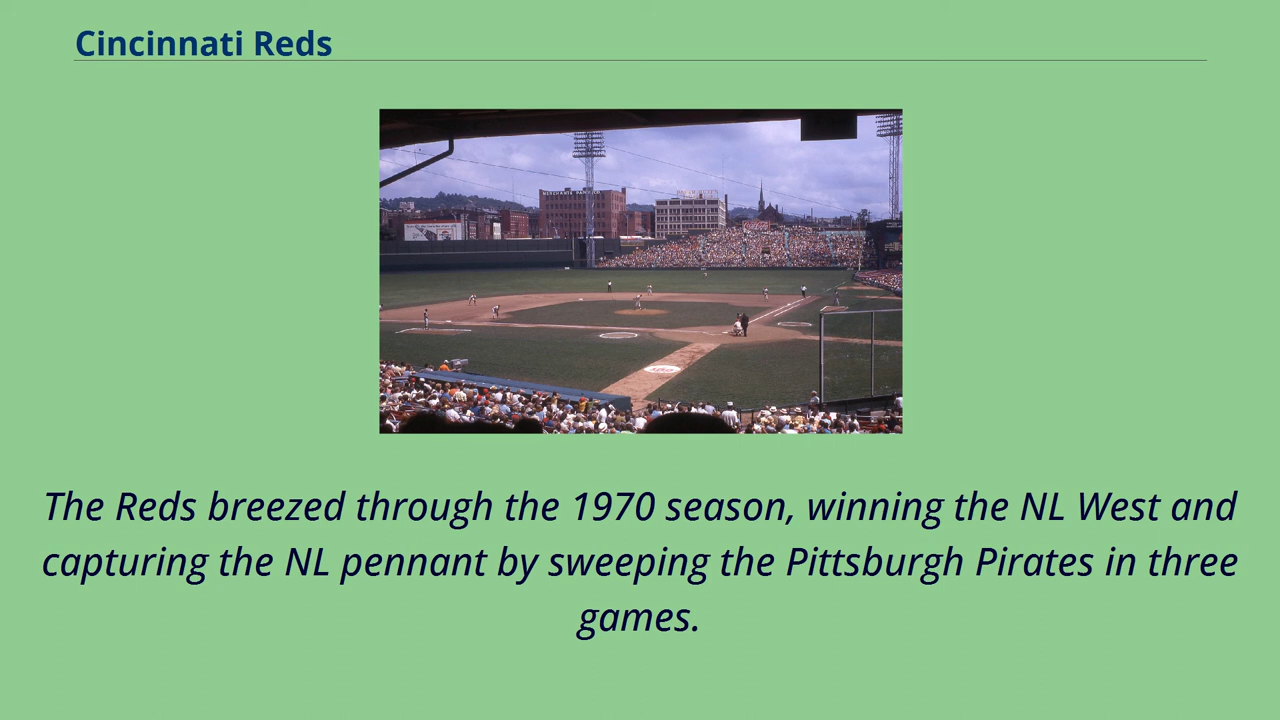 Cincinnati Reds
The Reds breezed through the 1970 season, winning the NL West and
capturing the NL pennant by sweeping the Pittsburgh Pirates in three
games.